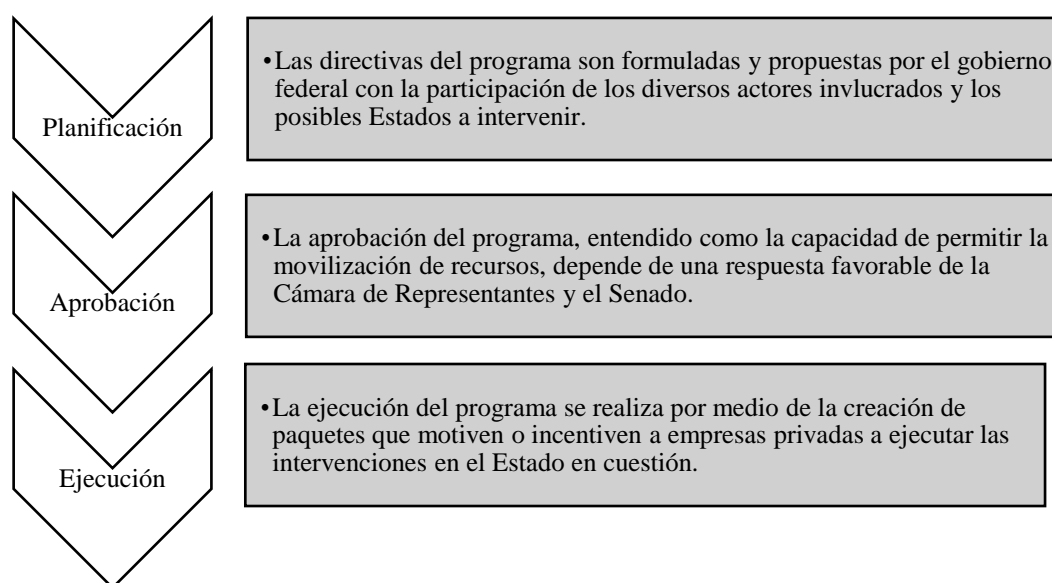 Planificación
•Las directivas del programa son formuladas y propuestas por el gobierno
federal con la participación de los diversos actores invlucrados y los
posibles Estados a intervenir.
Aprobación
•La aprobación del programa, entendido como la capacidad de permitir la
movilización de recursos, depende de una respuesta favorable de la
Cámara de Representantes y el Senado.
Ejecución
•La ejecución del programa se realiza por medio de la creación de
paquetes que motiven o incentiven a empresas privadas a ejecutar las
intervenciones en el Estado en cuestión.